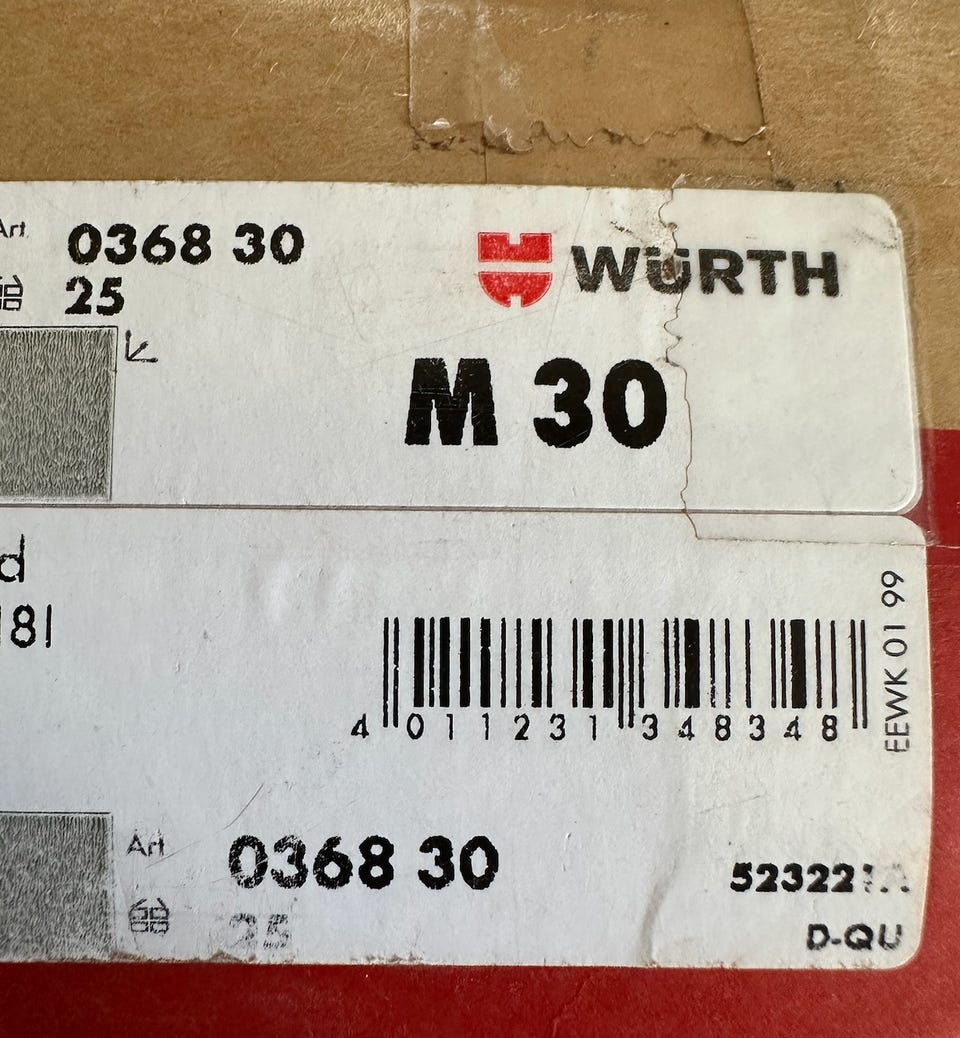 Art 0368 30
25
WÜRTH
M 30
d
181
4 011231 348348
EEWK 01 99
Art 0368 30
25
523221
D-QU